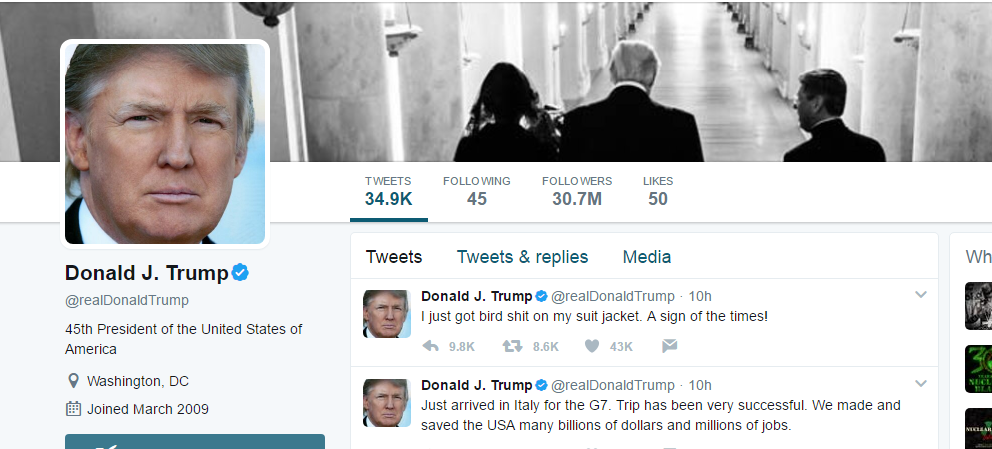 TWEETS FOLLOWING FOLLOWERS LIKES
34.9K 45 30.7M 50
Donald J. Trump
@realDonaldTrump
45th President of the United States of
America
Washington, DC
Joined March 2009
Tweets Tweets & replies Media
Donald J. Trump @realDonaldTrump · 10h
I just got bird shit on my suit jacket. A sign of the times!
9.8K 8.6K 43K
Donald J. Trump @realDonaldTrump · 10h
Just arrived in Italy for the G7. Trip has been very successful. We made and
saved the USA many billions of dollars and millions of jobs.
Wh